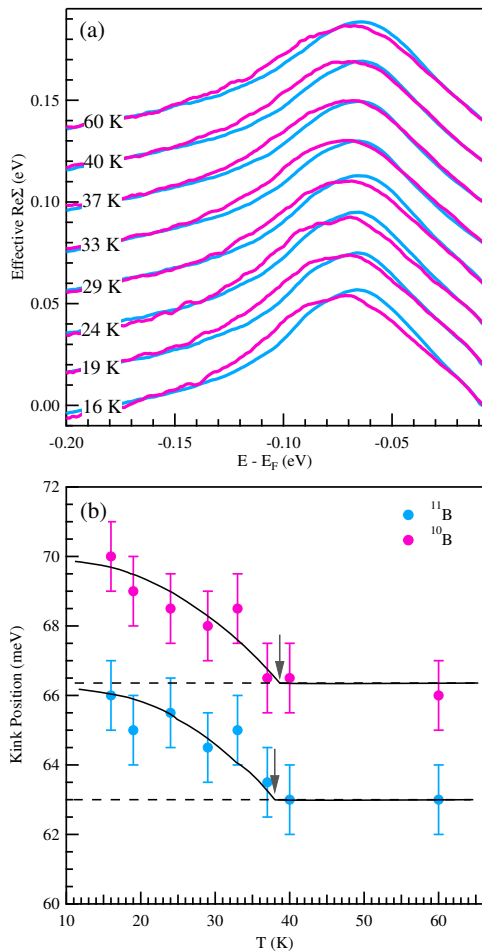 (a)
0.15
0.10
0.05
0.00
Effective ReΣ (eV)
60 K
40 K
37 K
33 K
29 K
24 K
19 K
16 K
-0.20
-0.15
-0.10
-0.05
E - E_F (eV)
(b)
11B
10B
72
70
68
66
64
62
60
Kink Position (meV)
10
20
30
40
50
60
T (K)